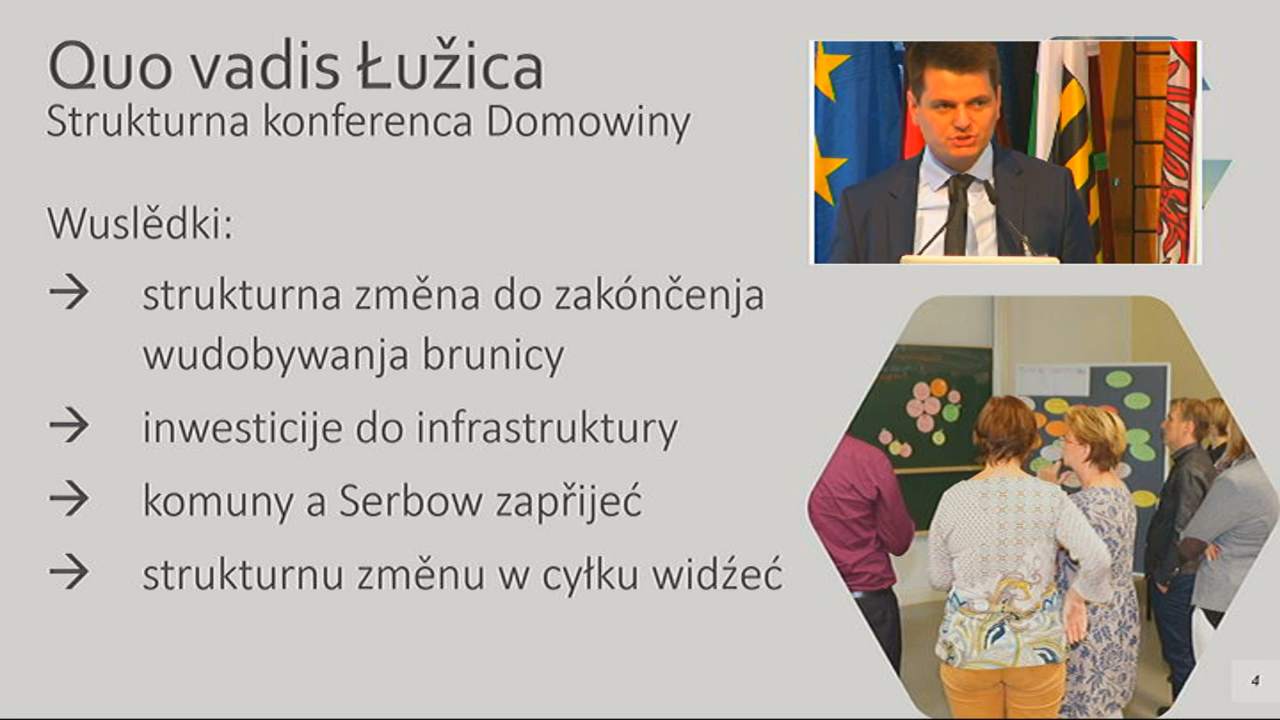 Quo vadis Łužica
Strukturna konferenca Domowiny
Wuslědki:
→ strukturna změna do zakónčenja
wudobywanja brunicy
→ inwesticije do infrastruktury
→ komuny a Serbow zapřijeć
→ strukturnu změnu w cyłku widźeć
4